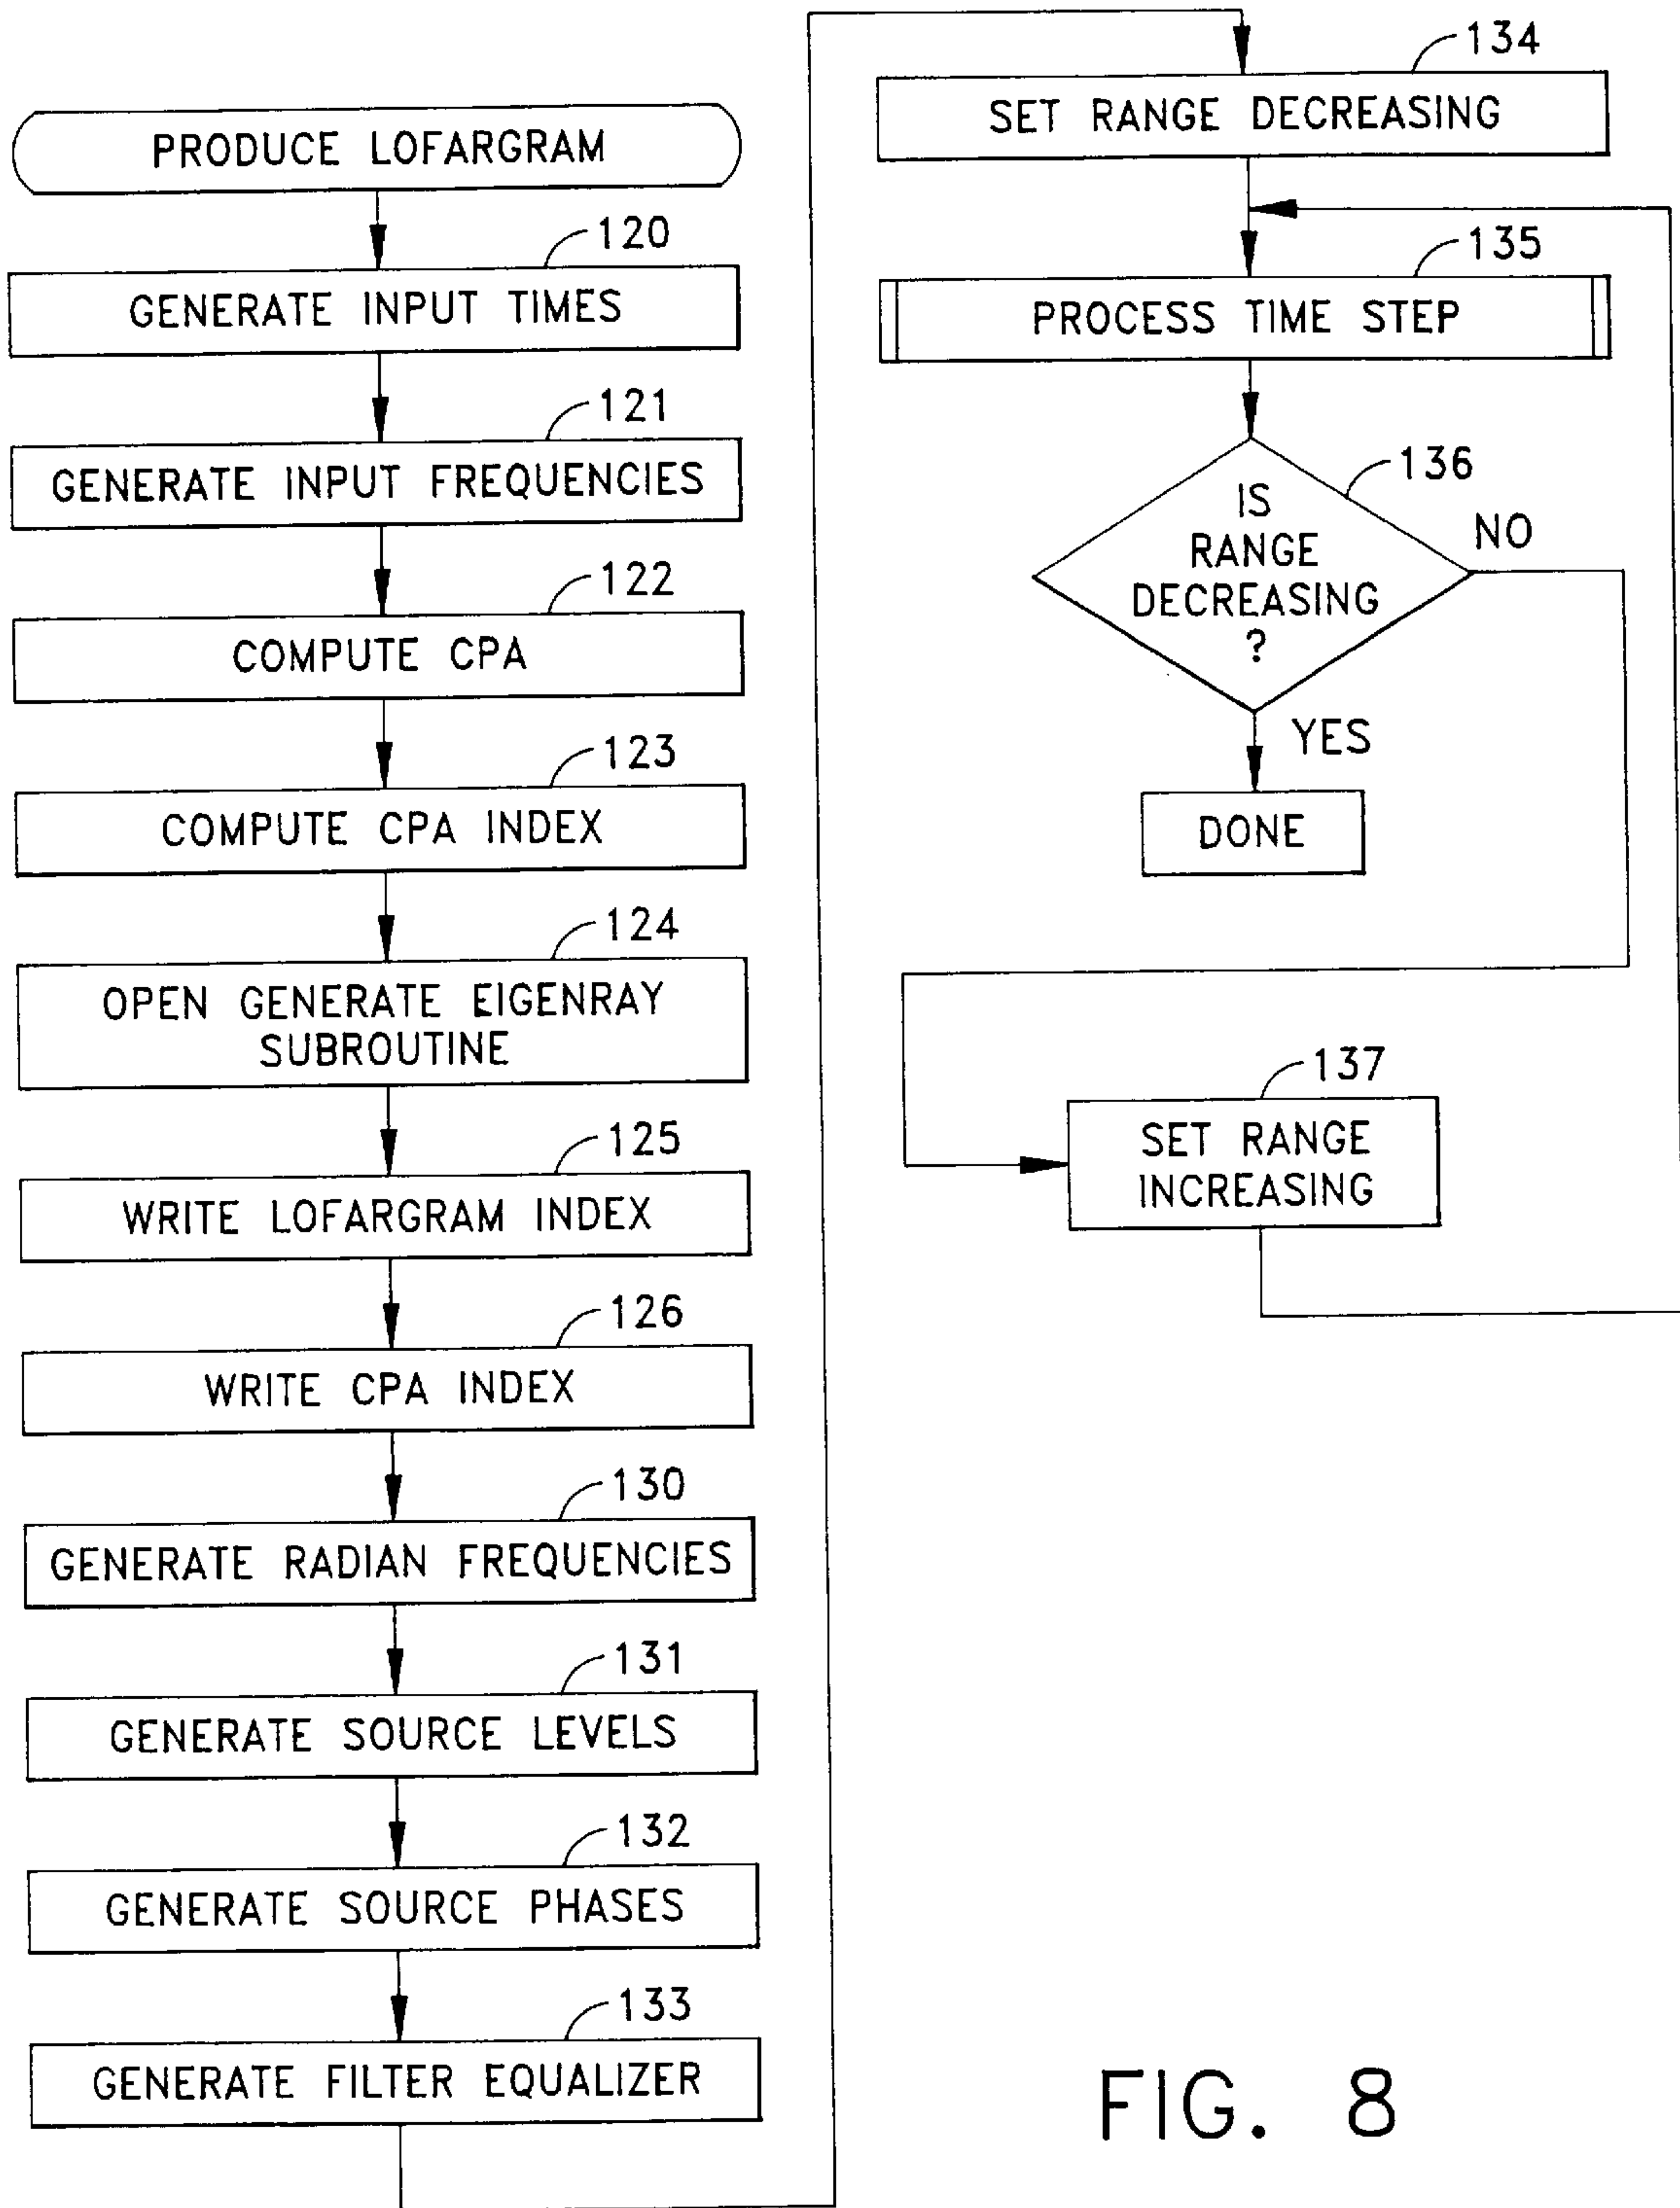 PRODUCE LOFARGRAM
120
GENERATE INPUT TIMES
121
GENERATE INPUT FREQUENCIES
122
COMPUTE CPA
123
COMPUTE CPA INDEX
124
OPEN GENERATE EIGENRAY
SUBROUTINE
125
WRITE LOFARGRAM INDEX
126
WRITE CPA INDEX
130
GENERATE RADIAN FREQUENCIES
131
GENERATE SOURCE LEVELS
132
GENERATE SOURCE PHASES
133
GENERATE FILTER EQUALIZER
134
SET RANGE DECREASING
135
PROCESS TIME STEP
136
IS
RANGE
DECREASING
?
NO
YES
DONE
137
SET RANGE
INCREASING
FIG. 8